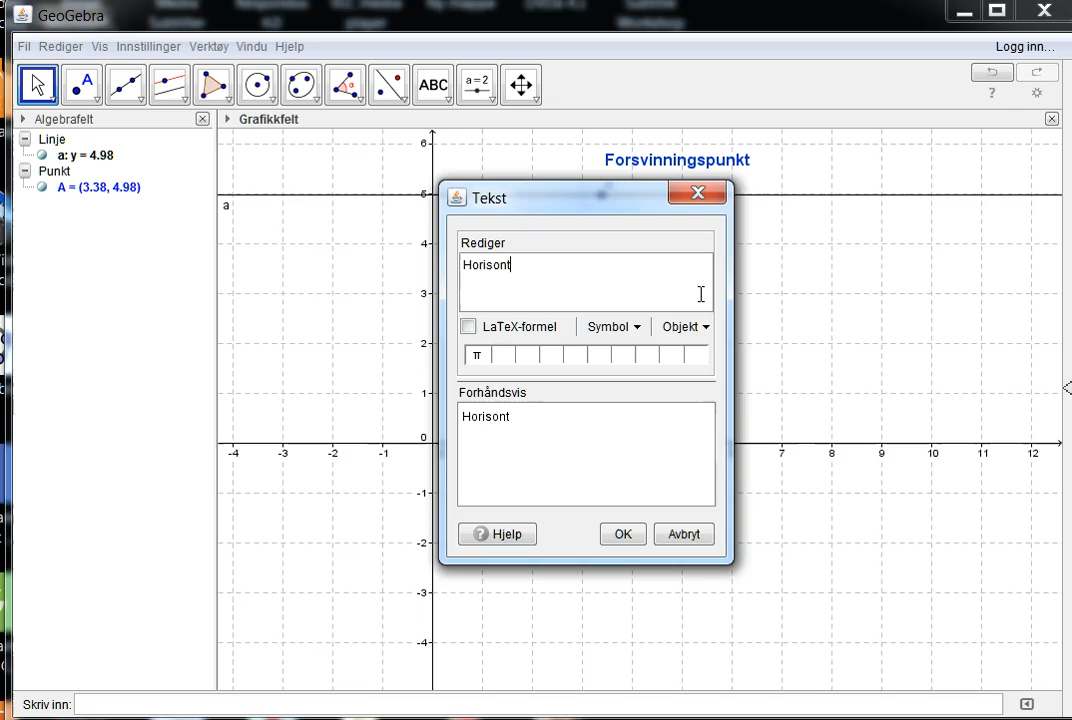 GeoGebra
Fil Rediger Vis Innstillinger Verktøy Vindu Hjelp Logg inn...
A ABC a=2
?
Algebrafelt Grafikkfelt
Linje
a: y = 4.98
Punkt
A = (3.38, 4.98)
Forsvinningspunkt
a
6
5
4
3
2
1
0
-4 -3 -2 -1 7 8 9 10 11 12
-1
-2
-3
-4
Tekst
Rediger
Horisont
LaTeX-formel Symbol Objekt
π
Forhåndsvis
Horisont
? Hjelp OK Avbryt
Skriv inn: